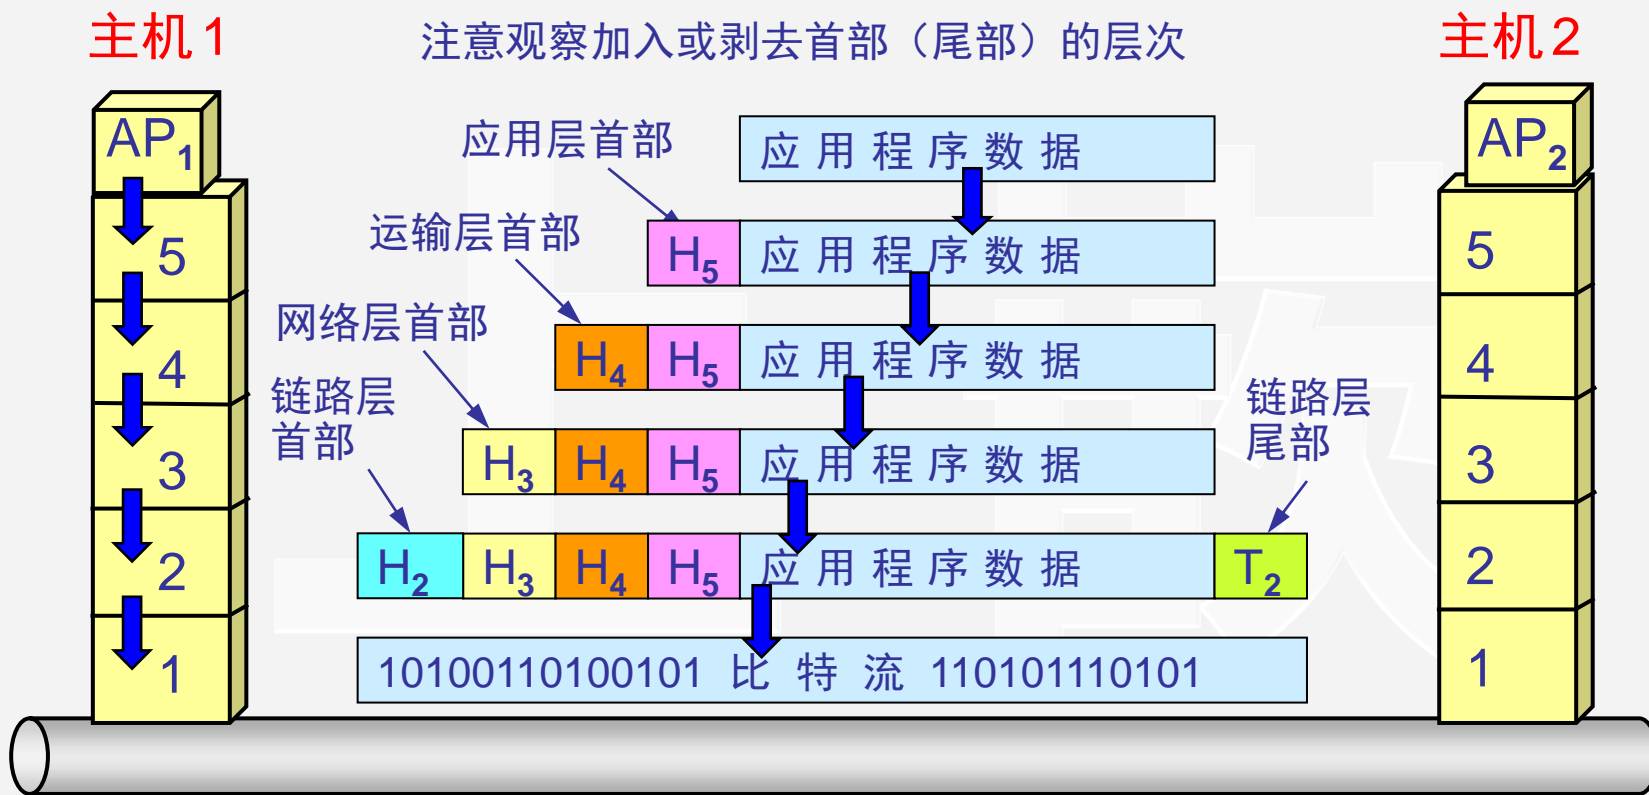 主机1
注意观察加入或剥去首部（尾部）的层次
主机2
AP1
应用层首部
应用程序数据
AP2
运输层首部
5
H5 应用程序数据
5
网络层首部
4
H4 H5 应用程序数据
4
链路层
首部
链路层
尾部
3
H3 H4 H5 应用程序数据
3
2
H2 H3 H4 H5 应用程序数据 T2
2
1
10100110100101 比特流 110101110101
1